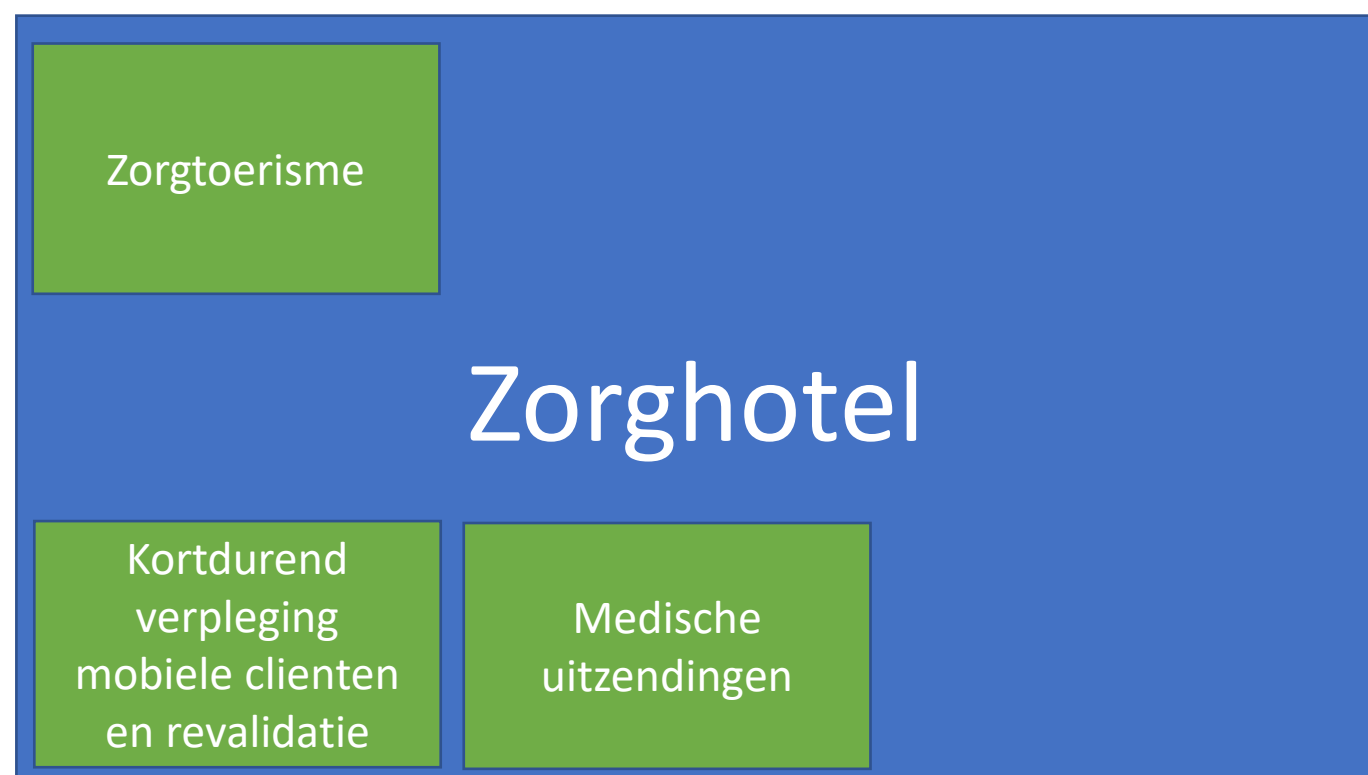 Zorgtoerisme
Zorghotel
Kortdurend
verpleging
mobiele clienten
en revalidatie
Medische
uitzendingen